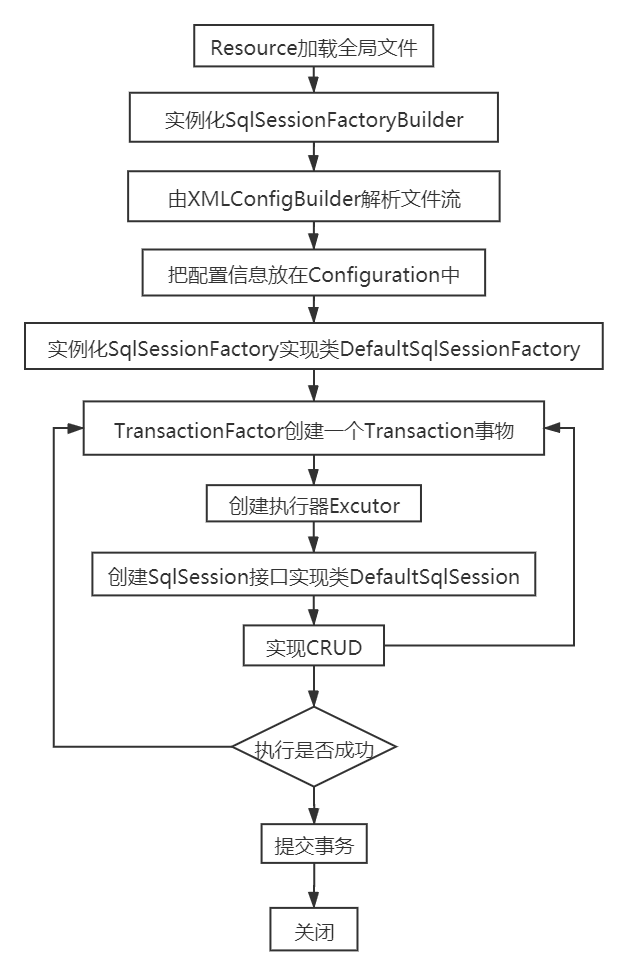 Resource加载全局文件
实例化SqlSessionFactoryBuilder
由XMLConfigBuilder解析文件流
把配置信息放在Configuration中
实例化SqlSessionFactory实现类DefaultSqlSessionFactory
TransactionFactor创建一个Transaction事物
创建执行器Excutor
创建SqlSession接口实现类DefaultSqlSession
实现CRUD
执行是否成功
提交事务
关闭